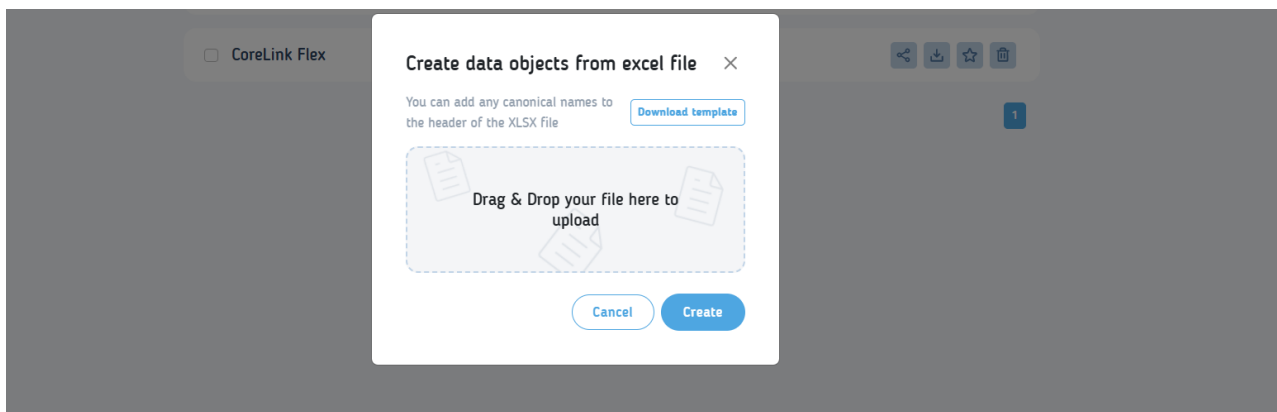 CoreLink Flex
Create data objects from excel file
You can add any canonical names to
the header of the XLSX file
Download template
1
Drag & Drop your file here to
upload
Cancel
Create